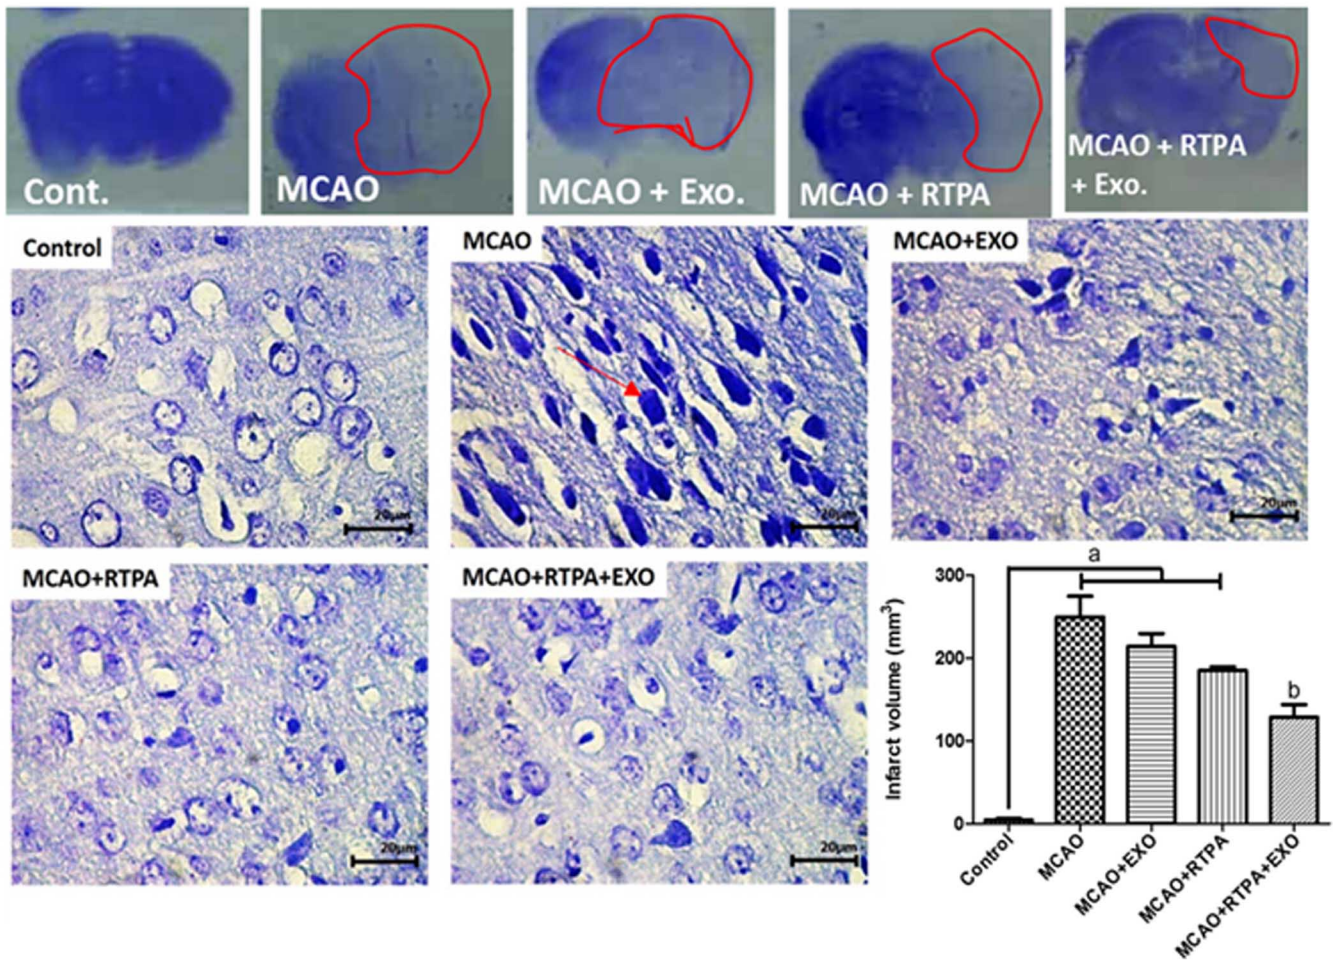 Cont.
MCAO
MCAO + Exo.
MCAO + RTPA
MCAO + RTPA
+ Exo.
Control
MCAO
MCAO+EXO
20µm
20µm
20µm
MCAO+RTPA
MCAO+RTPA+EXO
20µm
20µm
a
b
300
200
100
0
Infarct volume (mm³)
Control
MCAO
MCAO+EXO
MCAO+RTPA
MCAO+RTPA+EXO